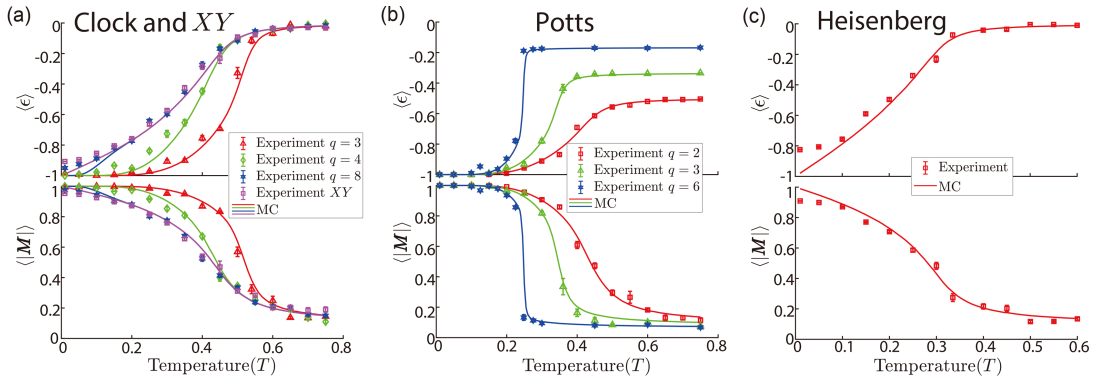 (a) Clock and XY
0
-0.2
-0.4
-0.6
-0.8
-1
⟨ϵ⟩
Experiment q = 3
Experiment q = 4
Experiment q = 8
Experiment XY
MC
1
0.8
0.6
0.4
0.2
0
⟨|M|⟩
0 0.2 0.4 0.6 0.8
Temperature(T)
(b) Potts
0
-0.2
-0.4
-0.6
-0.8
-1
⟨ϵ⟩
Experiment q = 2
Experiment q = 3
Experiment q = 6
MC
1
0.8
0.6
0.4
0.2
0
⟨|M|⟩
0 0.2 0.4 0.6 0.8
Temperature(T)
(c) Heisenberg
0
-0.2
-0.4
-0.6
-0.8
-1
⟨ϵ⟩
Experiment
MC
1
0.8
0.6
0.4
0.2
0
⟨|M|⟩
0 0.1 0.2 0.3 0.4 0.5 0.6
Temperature(T)